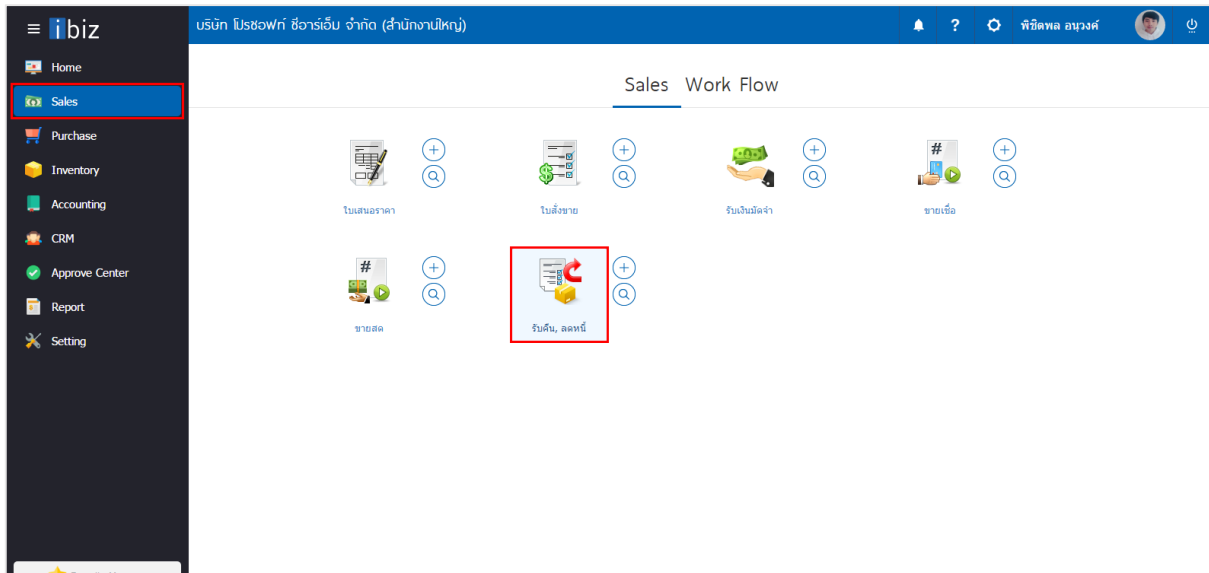 ibiz
บริษัท โปรซอฟท์ ซีอาร์เอ็ม จำกัด (สำนักงานใหญ่)
?
พิชิตพล อนุวงค์
Home
Sales
Purchase
Inventory
Accounting
CRM
Approve Center
Report
Setting
Sales Work Flow
ใบเสนอราคา
ใบสั่งขาย
รับเงินมัดจำ
#
ขายเชื่อ
#
ขายสด
รับคืน, ลดหนี้